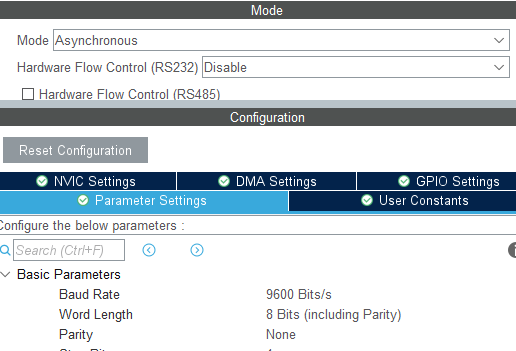 Mode
Mode Asynchronous
Hardware Flow Control (RS232) Disable
Hardware Flow Control (RS485)
Configuration
Reset Configuration
NVIC Settings DMA Settings GPIO Settings
Parameter Settings User Constants
Configure the below parameters :
Search (Ctrl+F)
Basic Parameters
Baud Rate 9600 Bits/s
Word Length 8 Bits (including Parity)
Parity None